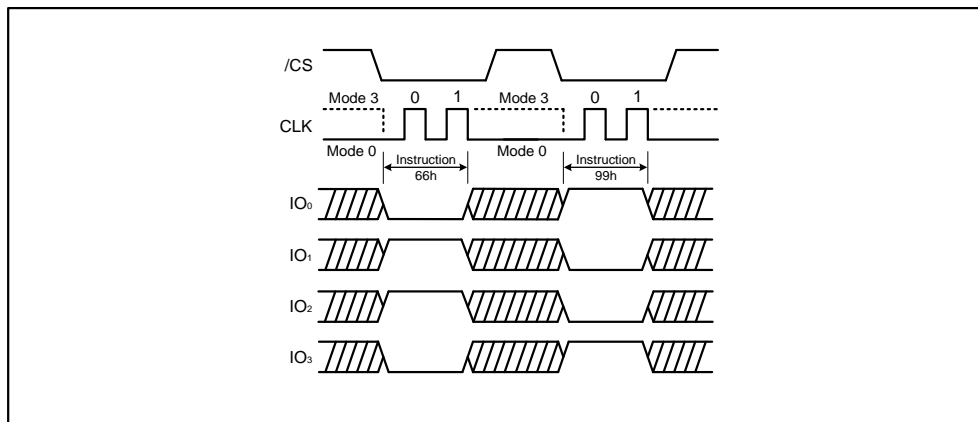 /CS
Mode 3 0 1 Mode 3 0 1
CLK
Mode 0 Mode 0
Instruction Instruction
66h 99h
IO₀
IO₁
IO₂
IO₃